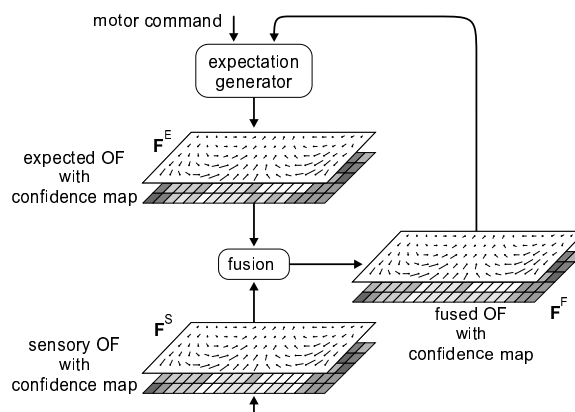 motor command
expectation
generator
F^E
expected OF
with
confidence map
fusion
F^S
sensory OF
with
confidence map
F^F
fused OF
with
confidence map